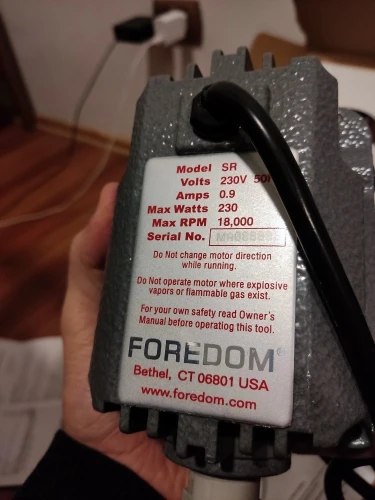 Model SR
Volts 230V
Amps 0.9
Max Watts 230
Max RPM 18,000
Serial No.
Do not change motor direction
while running.
Do not operate motor where explosive
vapors or flammable gas exist.
For your own safety read Owner's
Manual before operatiog this tool.
FOREDOM®
Bethel, CT 06801 USA
www.foredom.com